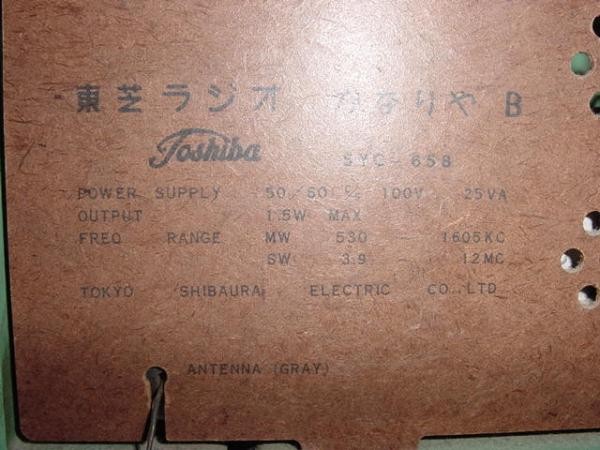 東芝ラジオ かなりや B
Toshiba SYC-658
POWER SUPPLY 50/60 c/s 100V 25VA
OUTPUT 1.5W MAX
FREQ RANGE MW 530 - 1605KC
SW 3.9 12MC
TOKYO SHIBAURA ELECTRIC CO., LTD
ANTENNA (GRAY)